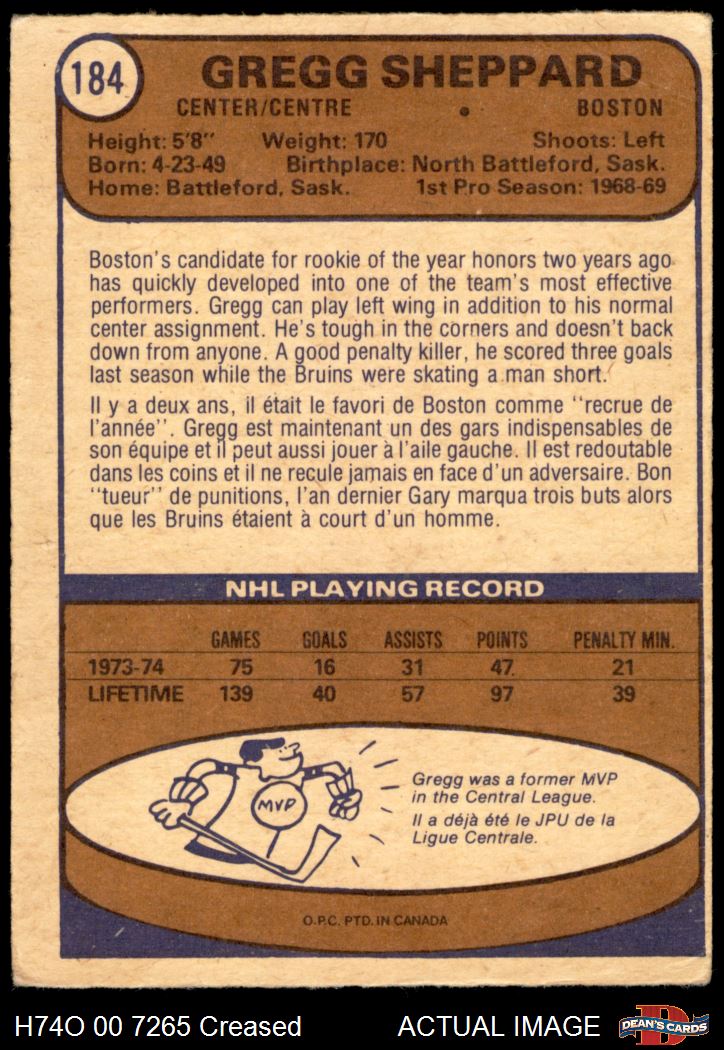 184
GREGG SHEPPARD
CENTER/CENTRE • BOSTON
Height: 5'8" Weight: 170 Shoots: Left
Born: 4-23-49 Birthplace: North Battleford, Sask.
Home: Battleford, Sask. 1st Pro Season: 1968-69
Boston's candidate for rookie of the year honors two years ago
has quickly developed into one of the team's most effective
performers. Gregg can play left wing in addition to his normal
center assignment. He's tough in the corners and doesn't back
down from anyone. A good penalty killer, he scored three goals
last season while the Bruins were skating a man short.
Il y a deux ans, il était le favori de Boston comme "recrue de
l'année". Gregg est maintenant un des gars indispensables de
son équipe et il peut aussi jouer à l'aile gauche. Il est redoutable
dans les coins et il ne recule jamais en face d'un adversaire. Bon
"tueur" de punitions, l'an dernier Gary marqua trois buts alors
que les Bruins étaient à court d'un homme.
NHL PLAYING RECORD
GAMES GOALS ASSISTS POINTS PENALTY MIN.
1973-74 75 16 31 47 21
LIFETIME 139 40 57 97 39
MVP
Gregg was a former MVP
in the Central League.
Il a déjà été le JPU de la
Ligue Centrale.
O.P.C. PTD. IN CANADA
H74O 00 7265 Creased ACTUAL IMAGE
D
DEAN'S CARDS